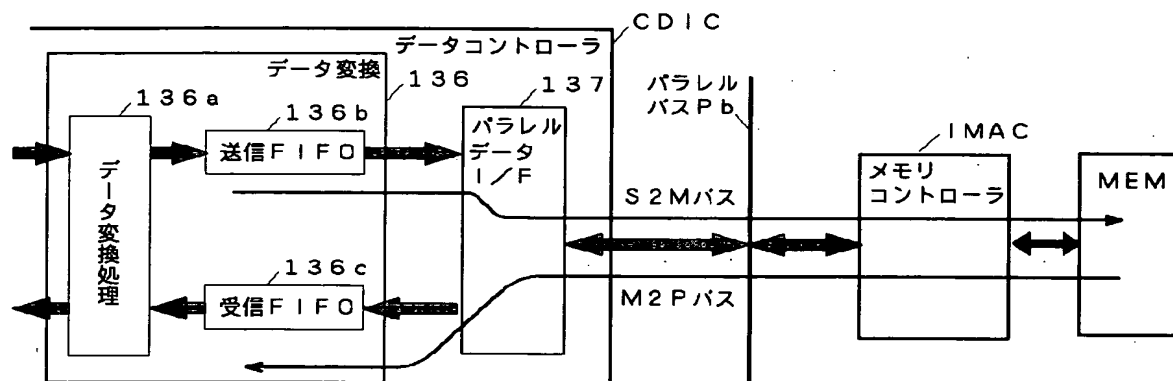 CDIC
データコントローラ
データ変換
136
137
136a
136b
送信FIFO
データ変換処理
136c
受信FIFO
パラレル
データ
I/F
パラレル
バスPb
S2Mバス
M2Pバス
IMAC
メモリ
コントローラ
MEM